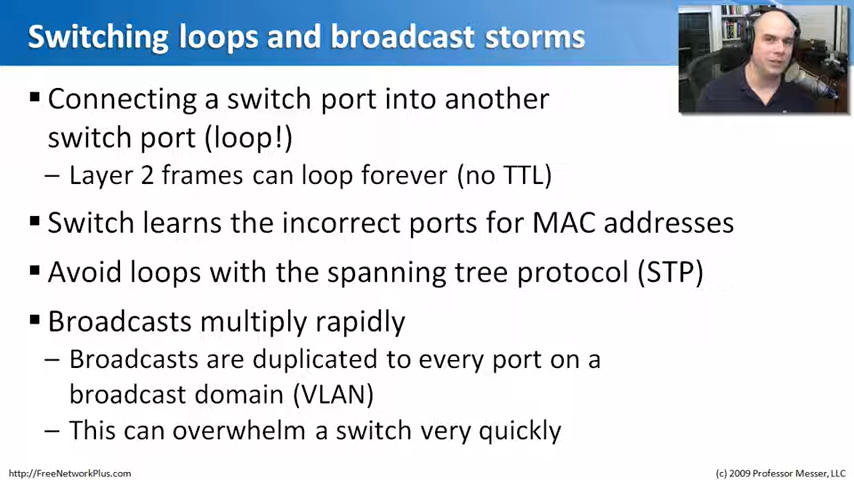 Switching loops and broadcast storms
▪ Connecting a switch port into another
switch port (loop!)
– Layer 2 frames can loop forever (no TTL)
▪ Switch learns the incorrect ports for MAC addresses
▪ Avoid loops with the spanning tree protocol (STP)
▪ Broadcasts multiply rapidly
– Broadcasts are duplicated to every port on a
broadcast domain (VLAN)
– This can overwhelm a switch very quickly
http://FreeNetworkPlus.com
(c) 2009 Professor Messer, LLC